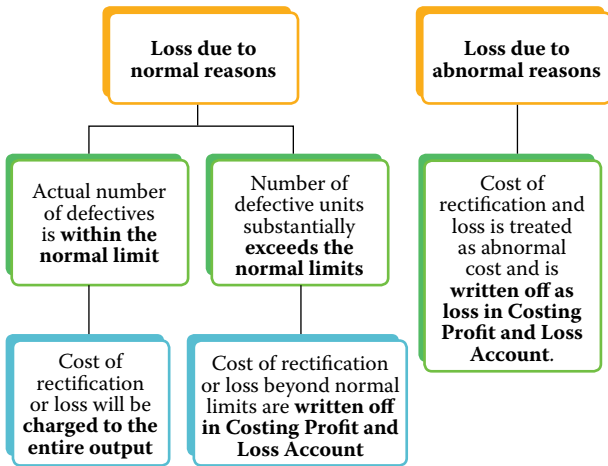 Loss due to
normal reasons
Loss due to
abnormal reasons
Actual number
of defectives
is within the
normal limit
Number of
defective units
substantially
exceeds the
normal limits
Cost of
rectification and
loss is treated
as abnormal
cost and is
written off as
loss in Costing
Profit and Loss
Account.
Cost of
rectification
or loss will be
charged to the
entire output
Cost of rectification
or loss beyond normal
limits are written off
in Costing Profit and
Loss Account